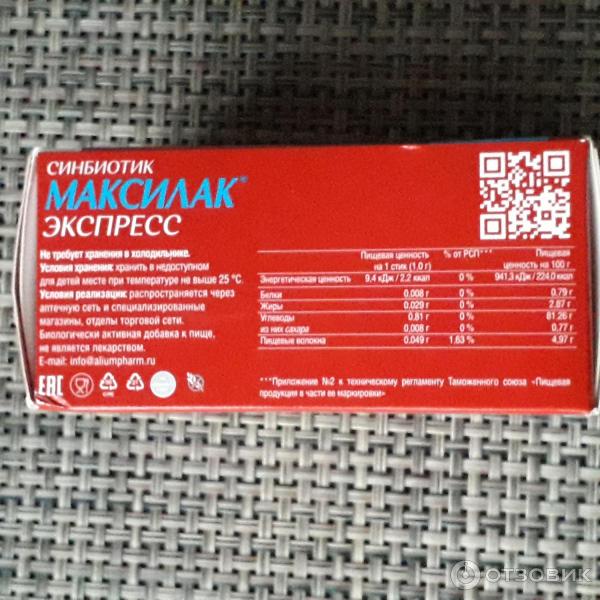 СИНБИОТИК
МАКСИЛАК®
ЭКСПРЕСС
Не требует хранения в холодильнике.
Условия хранения: хранить в недоступном
для детей месте при температуре не выше 25 °С.
Условия реализации: распространяется через
аптечную сеть и специализированные
магазины, отделы торговой сети.
Биологически активная добавка к пище,
не является лекарством.
E-mail: info@aliumpharm.ru
EAC
Пищевая ценность на 1 стик (1,0 г) % от РСП*** Пищевая ценность на 100 г
Энергетическая ценность 9,4 кДж / 2,2 ккал 0 % 941,3 кДж / 224,0 ккал
Белки 0,008 г 0 % 0,79 г
Жиры 0,029 г 0 % 2,87 г
Углеводы 0,81 г 0 % 81,26 г
из них сахара 0,008 г 0 % 0,77 г
Пищевые волокна 0,049 г 1,63 % 4,97 г
***Приложение №2 к техническому регламенту Таможенного союза «Пищевая
продукция в части ее маркировки»
ОТЗОВИК